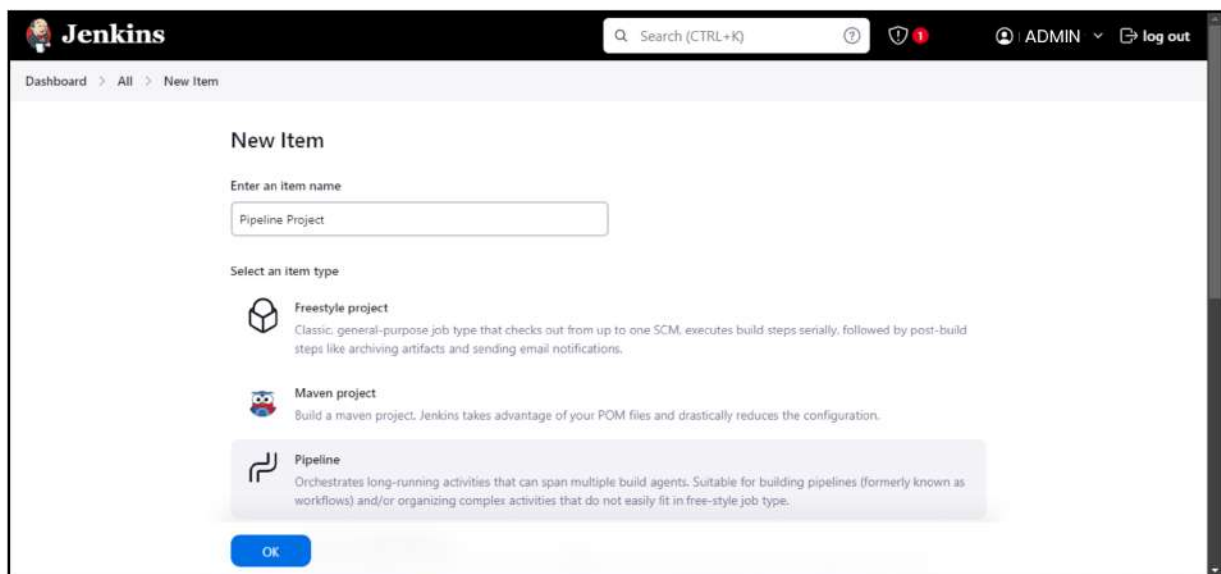 Jenkins
Search (CTRL+K)
1
ADMIN
log out
Dashboard > All > New Item
New Item
Enter an item name
Pipeline Project
Select an item type
Freestyle project
Classic, general-purpose job type that checks out from up to one SCM, executes build steps serially, followed by post-build
steps like archiving artifacts and sending email notifications.
Maven project
Build a maven project. Jenkins takes advantage of your POM files and drastically reduces the configuration.
Pipeline
Orchestrates long-running activities that can span multiple build agents. Suitable for building pipelines (formerly known as
workflows) and/or organizing complex activities that do not easily fit in free-style job type.
OK